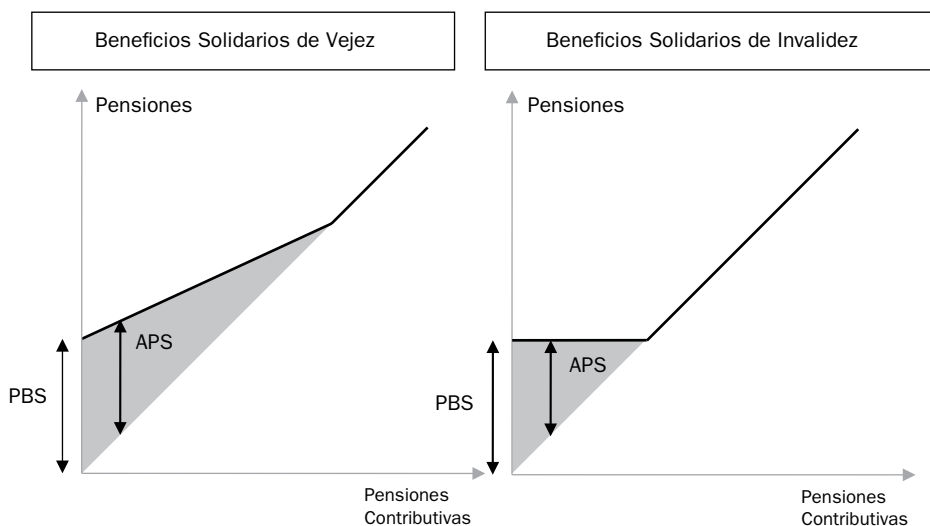 Beneficios Solidarios de Vejez
Pensiones
APS
PBS
Pensiones
Contributivas
Beneficios Solidarios de Invalidez
Pensiones
APS
PBS
Pensiones
Contributivas